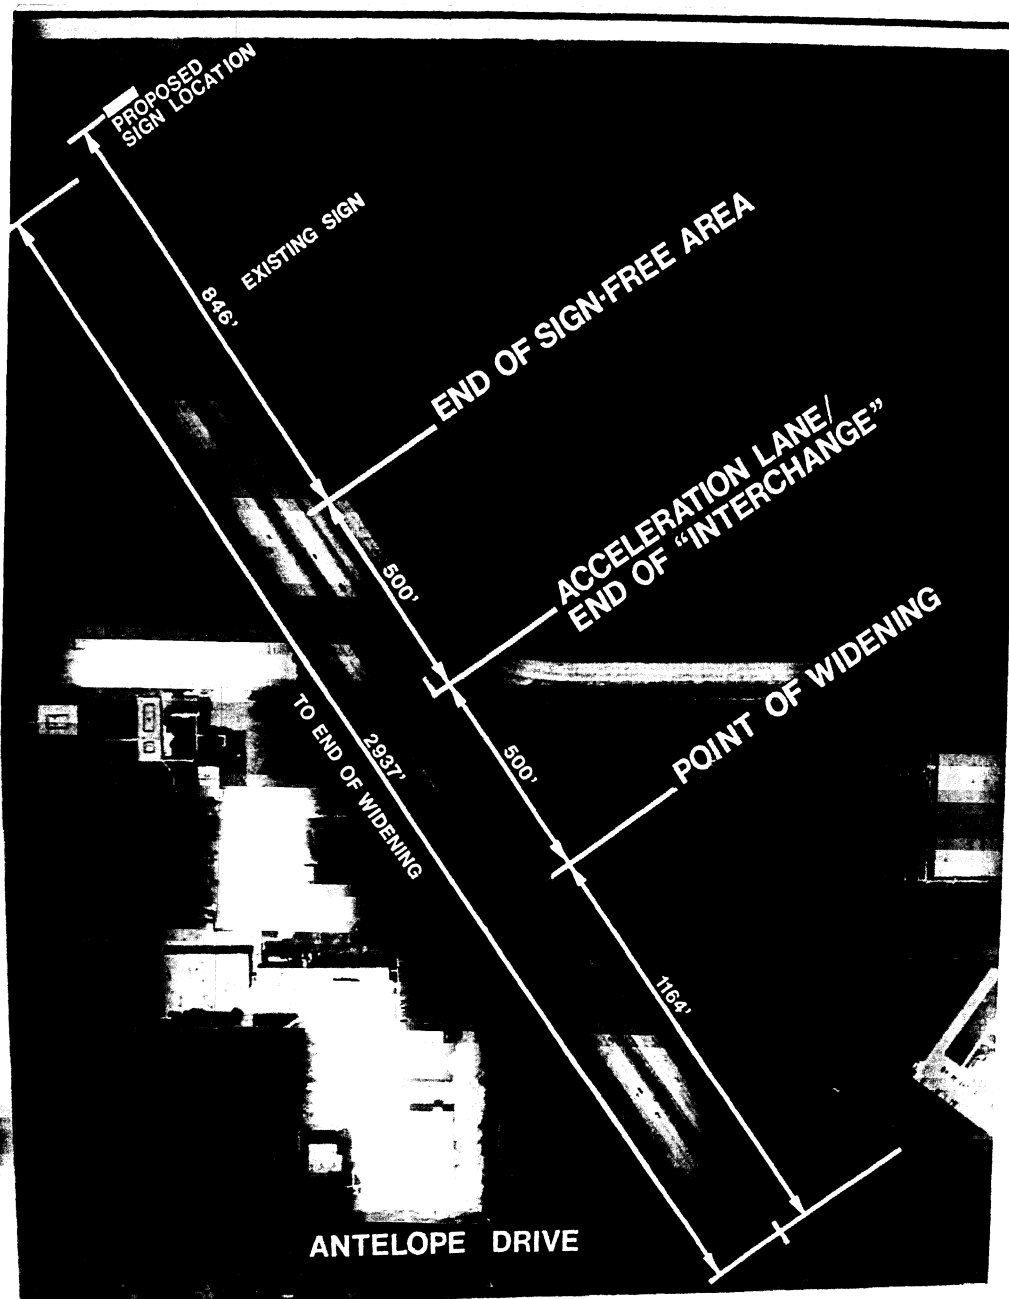 PROPOSED
SIGN LOCATION
EXISTING SIGN
846'
END OF SIGN-FREE AREA
ACCELERATION LANE/
END OF “INTERCHANGE”
500'
POINT OF WIDENING
500'
2937'
TO END OF WIDENING
1164'
ANTELOPE DRIVE